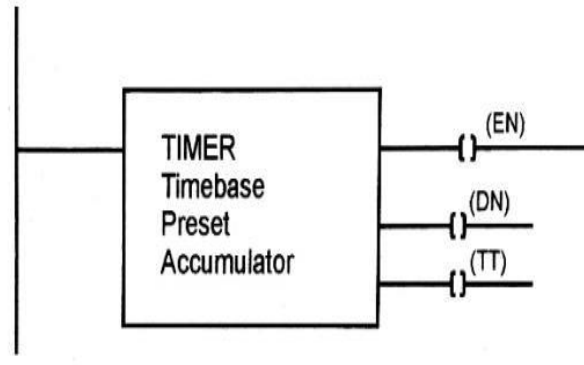 TIMER
Timebase
Preset
Accumulator
(EN)
(DN)
(TT)